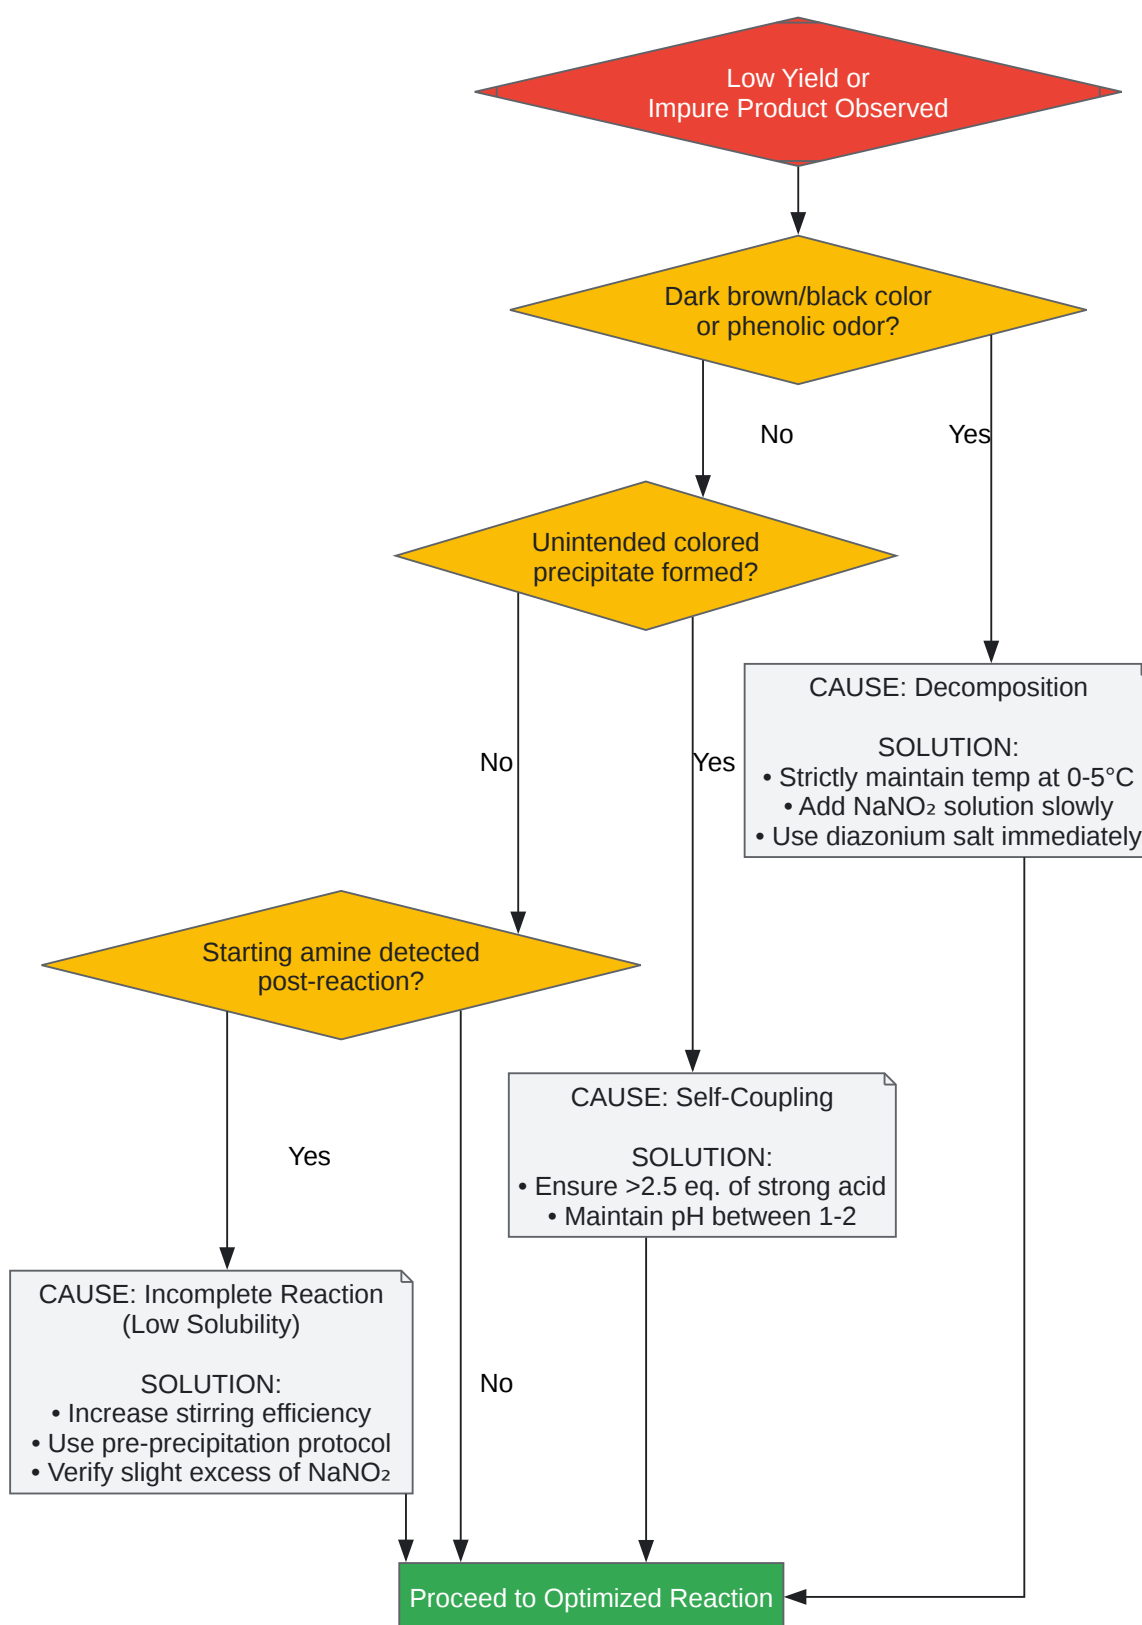 Low Yield or
Impure Product Observed
Dark brown/black color
or phenolic odor?
No
Yes
Unintended colored
precipitate formed?
CAUSE: Decomposition
SOLUTION:
• Strictly maintain temp at 0-5°C
• Add NaNO₂ solution slowly
• Use diazonium salt immediately
No
Yes
Starting amine detected
post-reaction?
CAUSE: Self-Coupling
SOLUTION:
• Ensure >2.5 eq. of strong acid
• Maintain pH between 1-2
Yes
CAUSE: Incomplete Reaction
(Low Solubility)
SOLUTION:
• Increase stirring efficiency
• Use pre-precipitation protocol
• Verify slight excess of NaNO₂
No
Proceed to Optimized Reaction